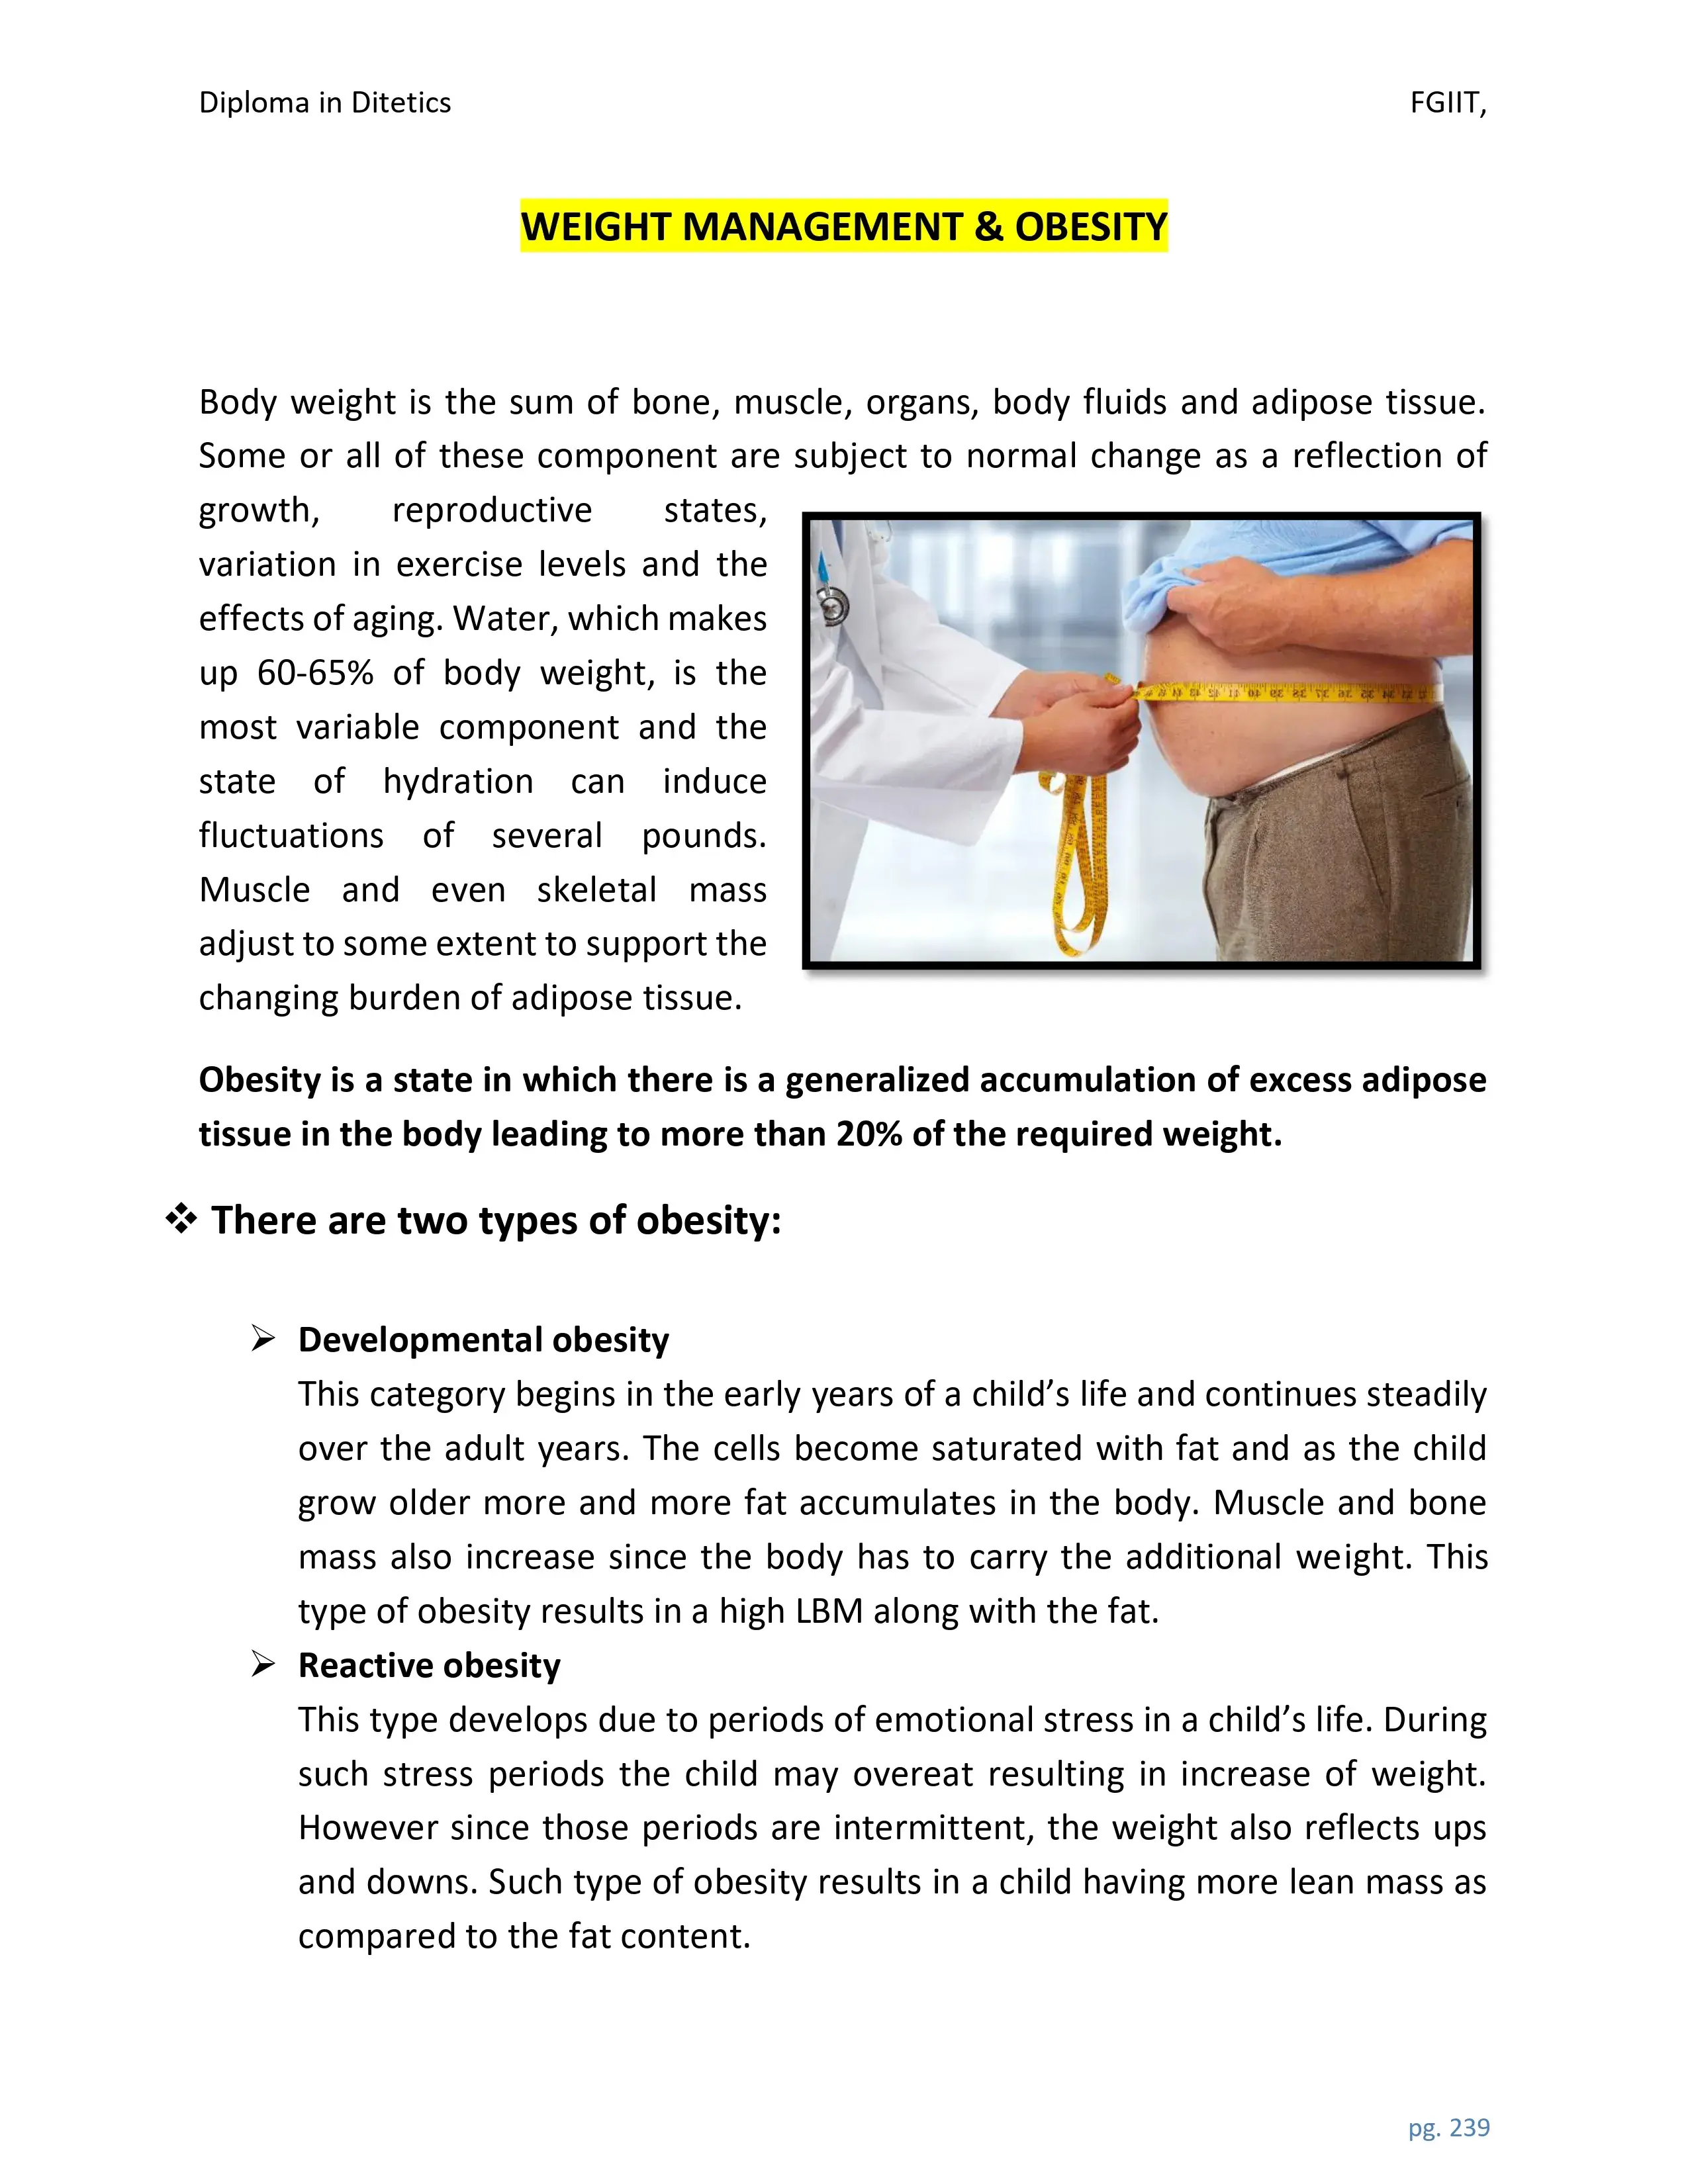 Diploma in Ditetics FGIIT,
WEIGHT MANAGEMENT & OBESITY
Body weight is the sum of bone, muscle, organs, body fluids and adipose tissue.
Some or all of these component are subject to normal change as a reflection of
growth, reproductive states,
variation in exercise levels and the
effects of aging. Water, which makes
up 60-65% of body weight, is the
most variable component and the
state of hydration can induce
fluctuations of several pounds.
Muscle and even skeletal mass
adjust to some extent to support the
changing burden of adipose tissue.
Obesity is a state in which there is a generalized accumulation of excess adipose
tissue in the body leading to more than 20% of the required weight.
❖ There are two types of obesity:
➢ Developmental obesity
This category begins in the early years of a child’s life and continues steadily
over the adult years. The cells become saturated with fat and as the child
grow older more and more fat accumulates in the body. Muscle and bone
mass also increase since the body has to carry the additional weight. This
type of obesity results in a high LBM along with the fat.
➢ Reactive obesity
This type develops due to periods of emotional stress in a child’s life. During
such stress periods the child may overeat resulting in increase of weight.
However since those periods are intermittent, the weight also reflects ups
and downs. Such type of obesity results in a child having more lean mass as
compared to the fat content.
pg. 239